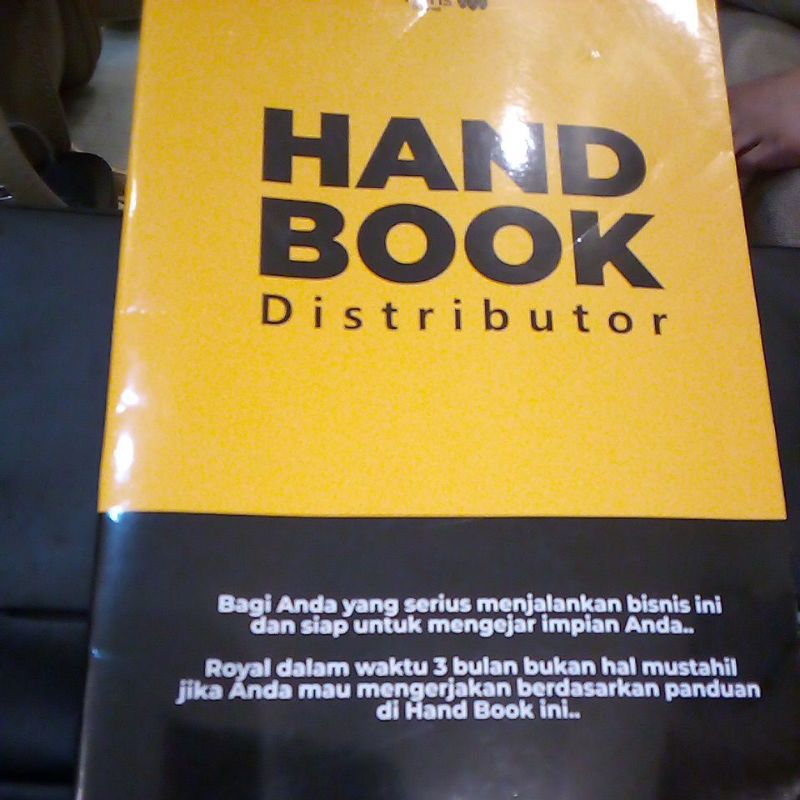 HAND
BOOK
Distributor
Bagi Anda yang serius menjalankan bisnis ini
dan siap untuk mengejar impian Anda..
Royal dalam waktu 3 bulan bukan hal mustahil
jika Anda mau mengerjakan berdasarkan panduan
di Hand Book ini..